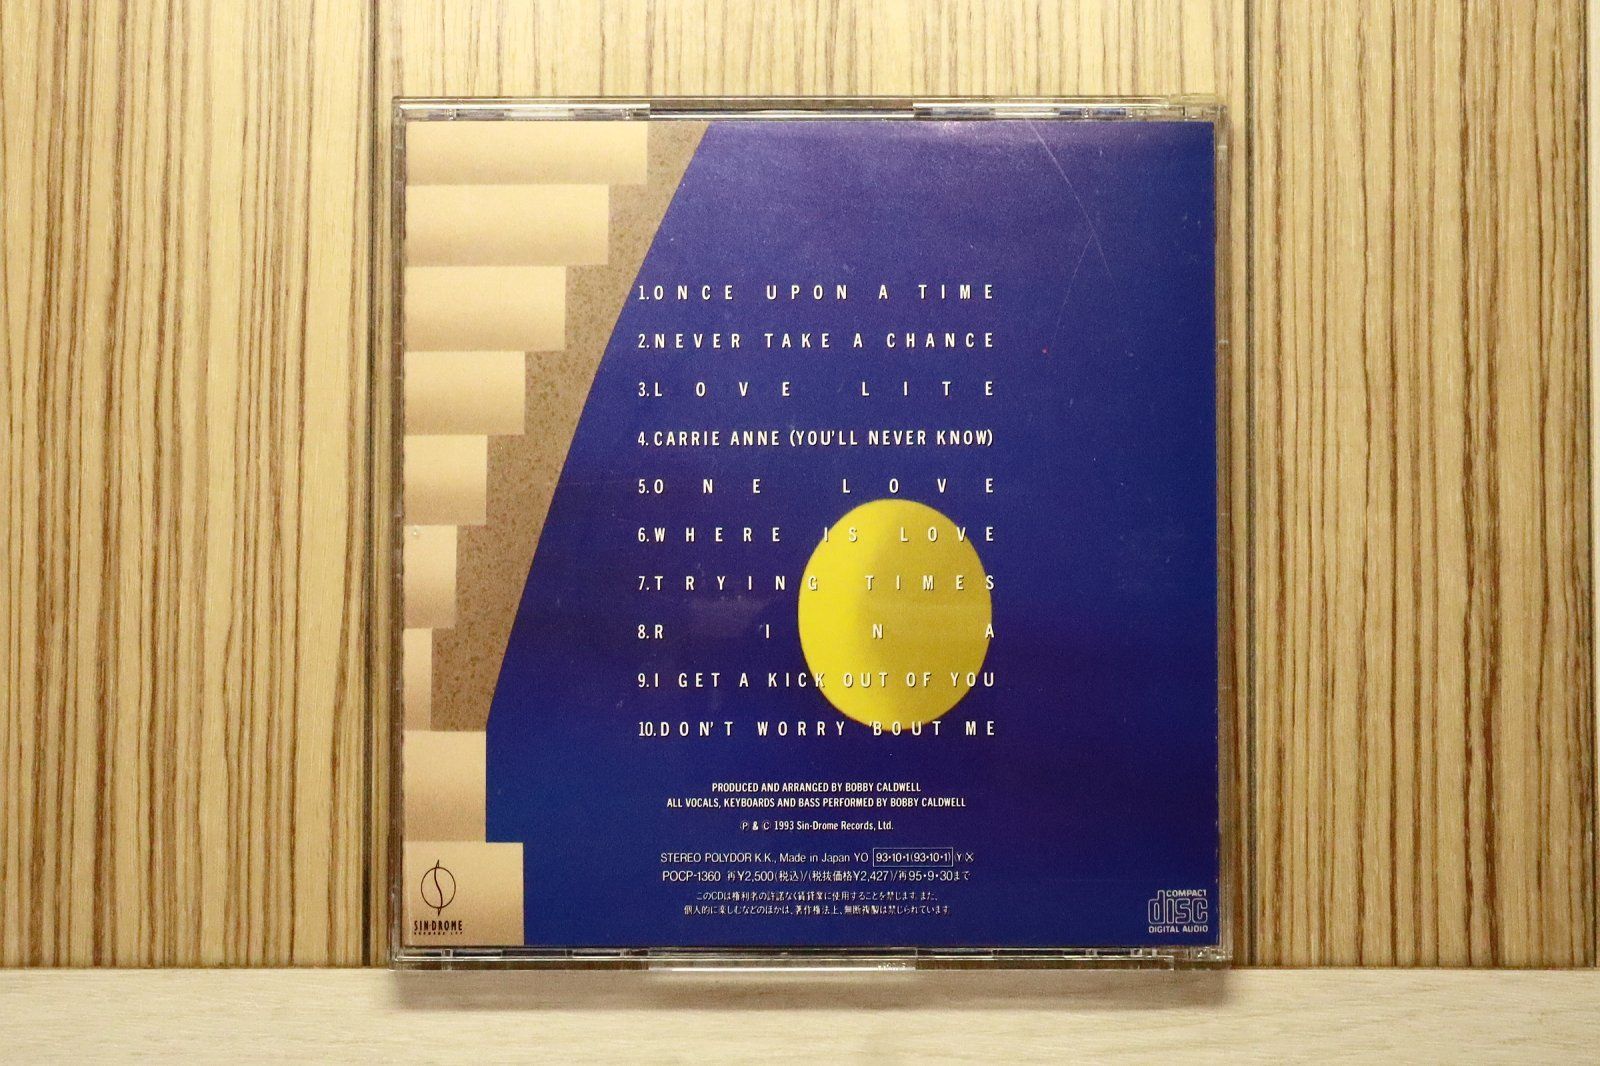 1. ONCE UPON A TIME
2. NEVER TAKE A CHANCE
3. LOVE LITE
4. CARRIE ANNE (YOU'LL NEVER KNOW)
5. ONE LOVE
6. WHERE IS LOVE
7. TRYING TIMES
8. RINA
9. I GET A KICK OUT OF YOU
10. DON'T WORRY 'BOUT ME
PRODUCED AND ARRANGED BY BOBBY CALDWELL
ALL VOCALS, KEYBOARDS AND BASS PERFORMED BY BOBBY CALDWELL
Ⓟ & Ⓒ 1993 Sin-Drome Records, Ltd.
STEREO POLYDOR K.K., Made in Japan YO 93・10・1(93・10・1) Ⓨ Ⓧ
POCP-1360 再¥2,500(税込)/(税抜価格¥2,427)/再95・9・30まで
このCDは権利者の許諾なく賃貸業に使用することを禁じます。また、
個人的に楽しむなどのほかは、著作権法上、無断複製は禁じられています。
SIN-DROME
RECORDS LTD
COMPACT
disc
DIGITAL AUDIO